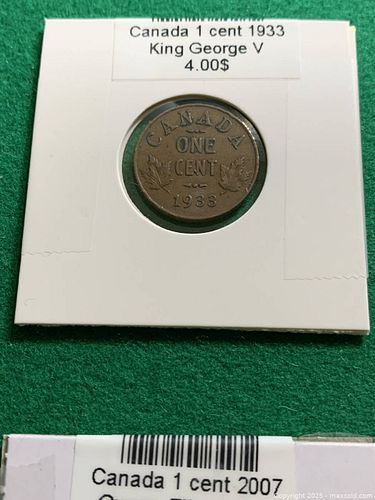 Canada 1 cent 1933
King George V
4.00$
CANADA
ONE
CENT
1933
Canada 1 cent 2007
Copyright 2025 - maxsold.com